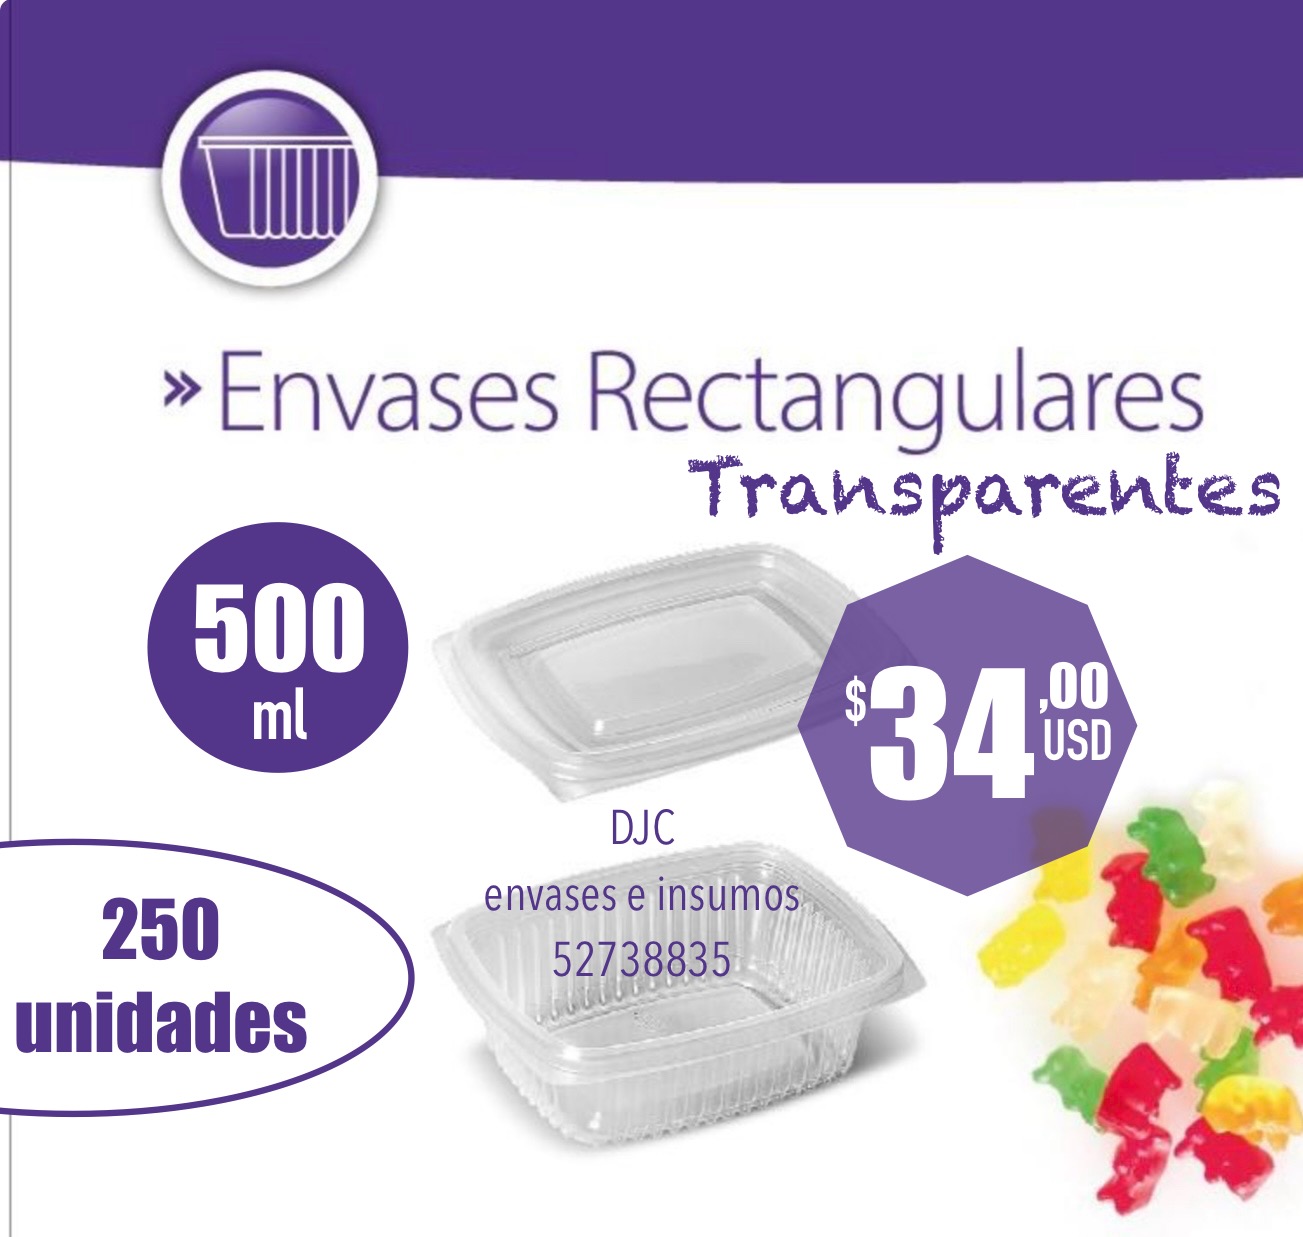 » Envases Rectangulares
Transparentes
500
ml
$34,00
USD
DJC
envases e insumos
52738835
250
unidades